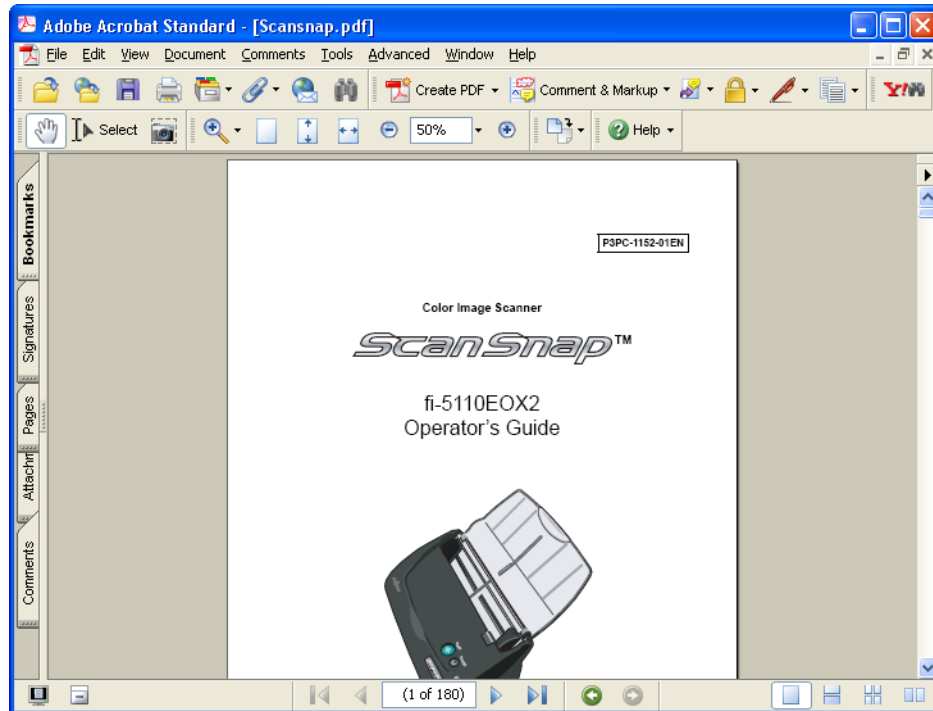 Adobe Acrobat Standard - [Scansnap.pdf]
File Edit View Document Comments Tools Advanced Window Help
Create PDF Comment & Markup Y!
Select 50% Help
Bookmarks
Signatures
Pages
Attachm
Comments
P3PC-1152-01EN
Color Image Scanner
ScanSnap™
fi-5110EOX2
Operator's Guide
(1 of 180)